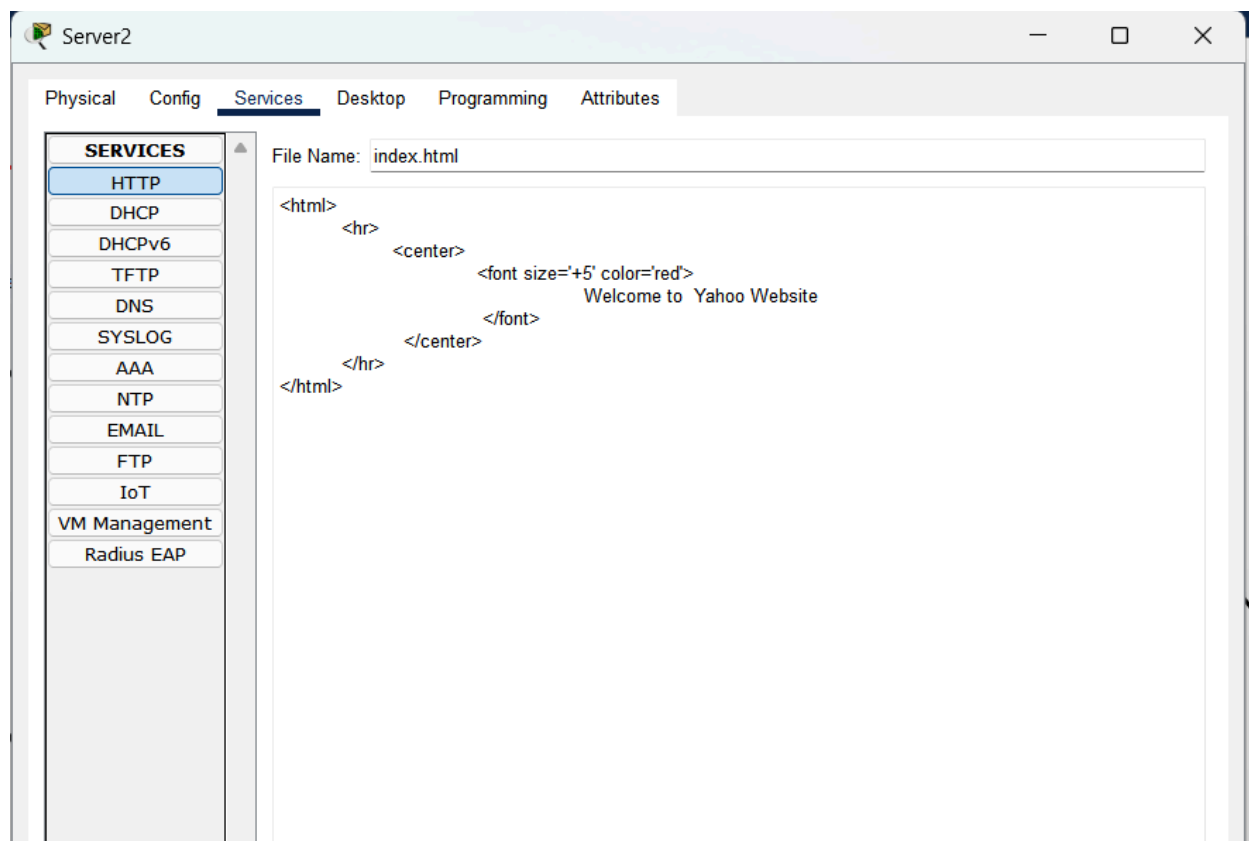 Server2
Physical Config Services Desktop Programming Attributes
SERVICES
HTTP
DHCP
DHCPv6
TFTP
DNS
SYSLOG
AAA
NTP
EMAIL
FTP
IoT
VM Management
Radius EAP
File Name: index.html
<html>
<hr>
<center>
<font size='+5' color='red'>
Welcome to  Yahoo Website
</font>
</center>
</hr>
</html>